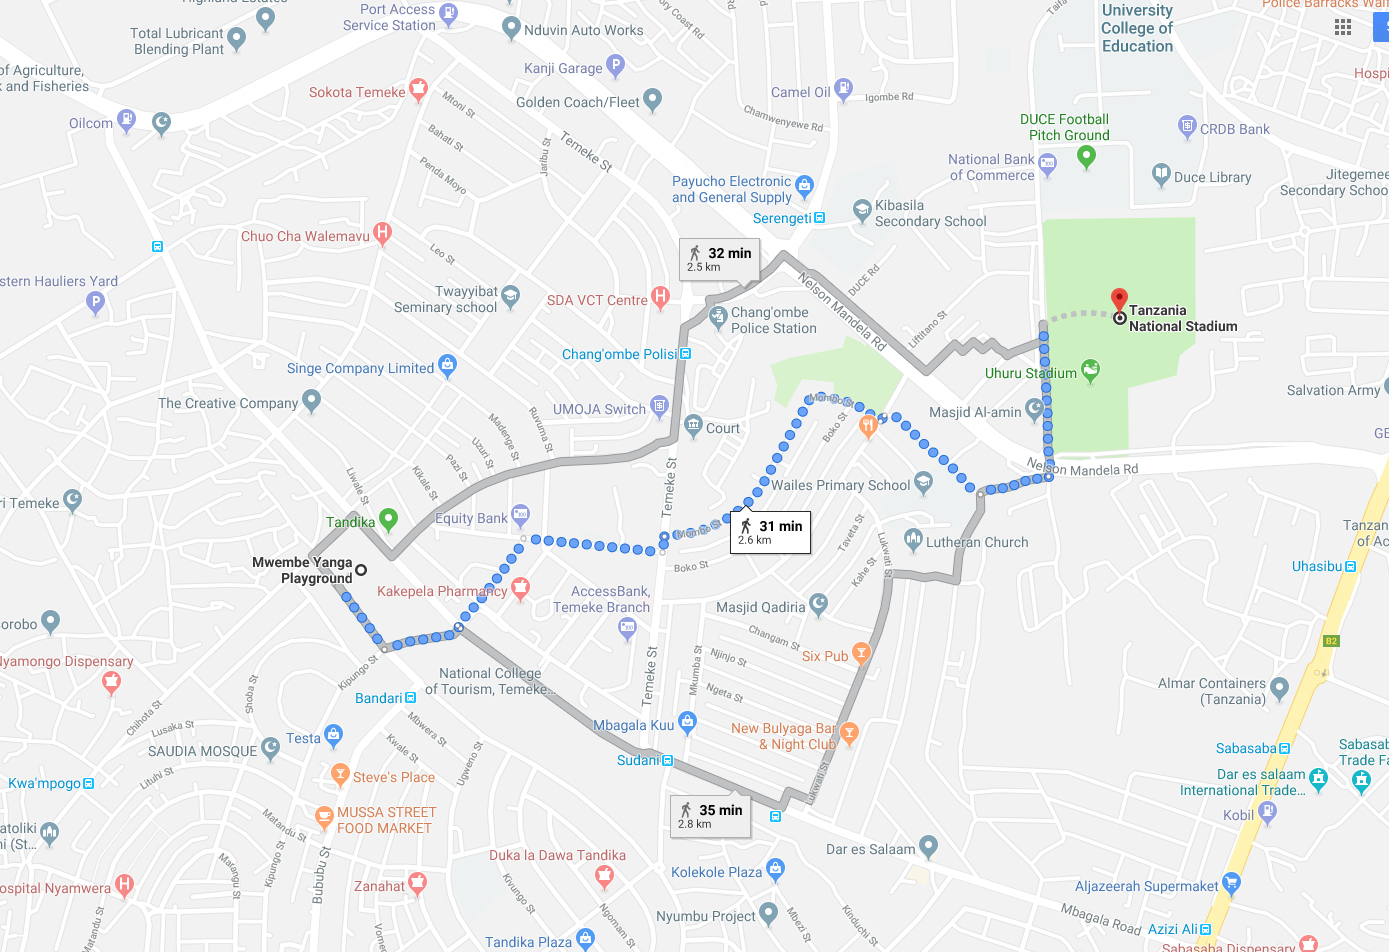 Highland Estates
Port Access
Service Station
Total Lubricant
Blending Plant
Nduvin Auto Works
ory Coast Rd
Taifa
University
College of
Education
Police Barracks
of Agriculture,
k and Fisheries
Kanji Garage
Sokota Temeke
Golden Coach/Fleet
Camel Oil
Igombe Rd
Hospi
Oilcom
Mtoni St
Bahati St
Penda Moyo
Jaribu St
Temeke St
Chamwenyewe Rd
DUCE Football
Pitch Ground
CRDB Bank
National Bank
of Commerce
Duce Library
Jitegemee
Secondary Schoo
Payucho Electronic
and General Supply
Serengeti
Kibasila
Secondary School
Chuo Cha Walemavu
Leo St
32 min
2.5 km
stern Hauliers Yard
Twayyibat
Seminary school
SDA VCT Centre
Chang'ombe
Police Station
Nelson Mandela Rd
DUCE Rd
Liftitano St
Tanzania
National Stadium
Chang'ombe Polisi
Singe Company Limited
Uhuru Stadium
The Creative Company
UMOJA Switch
Court
Mombo St
Boko St
Masjid Al-amin
Salvation Army
GE
Ruvuma St
Madenge St
Uzuri St
Pazi St
Kikale St
Liwale St
Temeke St
Nelson Mandela Rd
Wailes Primary School
ri Temeke
Tandika
Equity Bank
Mombo St
31 min
2.6 km
Taveta St
Lukwati St
Lutheran Church
Tanzan
of Ac
Mwembe Yanga
Playground
Boko St
Kahe St
Uhasibu
Kakepela Pharmancy
AccessBank,
Temeke Branch
Masjid Qadiria
orobo
Changam St
B2
Nyamongo Dispensary
Kipungo St
Njinjo St
Six Pub
National College
of Tourism, Temeke...
Temeke St
Mkumba St
Ngeta St
Almar Containers
(Tanzania)
Shoba St
Bandari
Chihota St
Lusaka St
Mbwera St
Mbagala Kuu
New Bulyaga Bar
& Night Club
SAUDIA MOSQUE
Testa
Kwale St
Ugweno St
Sudani
Sabasaba
Sabasab
Trade Fa
Kwa'mpogo
Lituhi St
Steve's Place
Lukwati St
Dar es salaam
International Trade...
35 min
2.8 km
MUSSA STREET
FOOD MARKET
Kobil
atoliki
ni (St...
Matandu St
Kipungo St
Bububu St
Duka la Dawa Tandika
Dar es Salaam
Kolekole Plaza
ospital Nyamwera
Zanahat
Kivungo St
Aljazeerah Supermaket
Matandu St
Ngomam St
Nyumbu Project
Mbezi St
Kinduchi St
Mbagala Road
Tandika Plaza
Azizi Ali
Sabasaba Dispensary